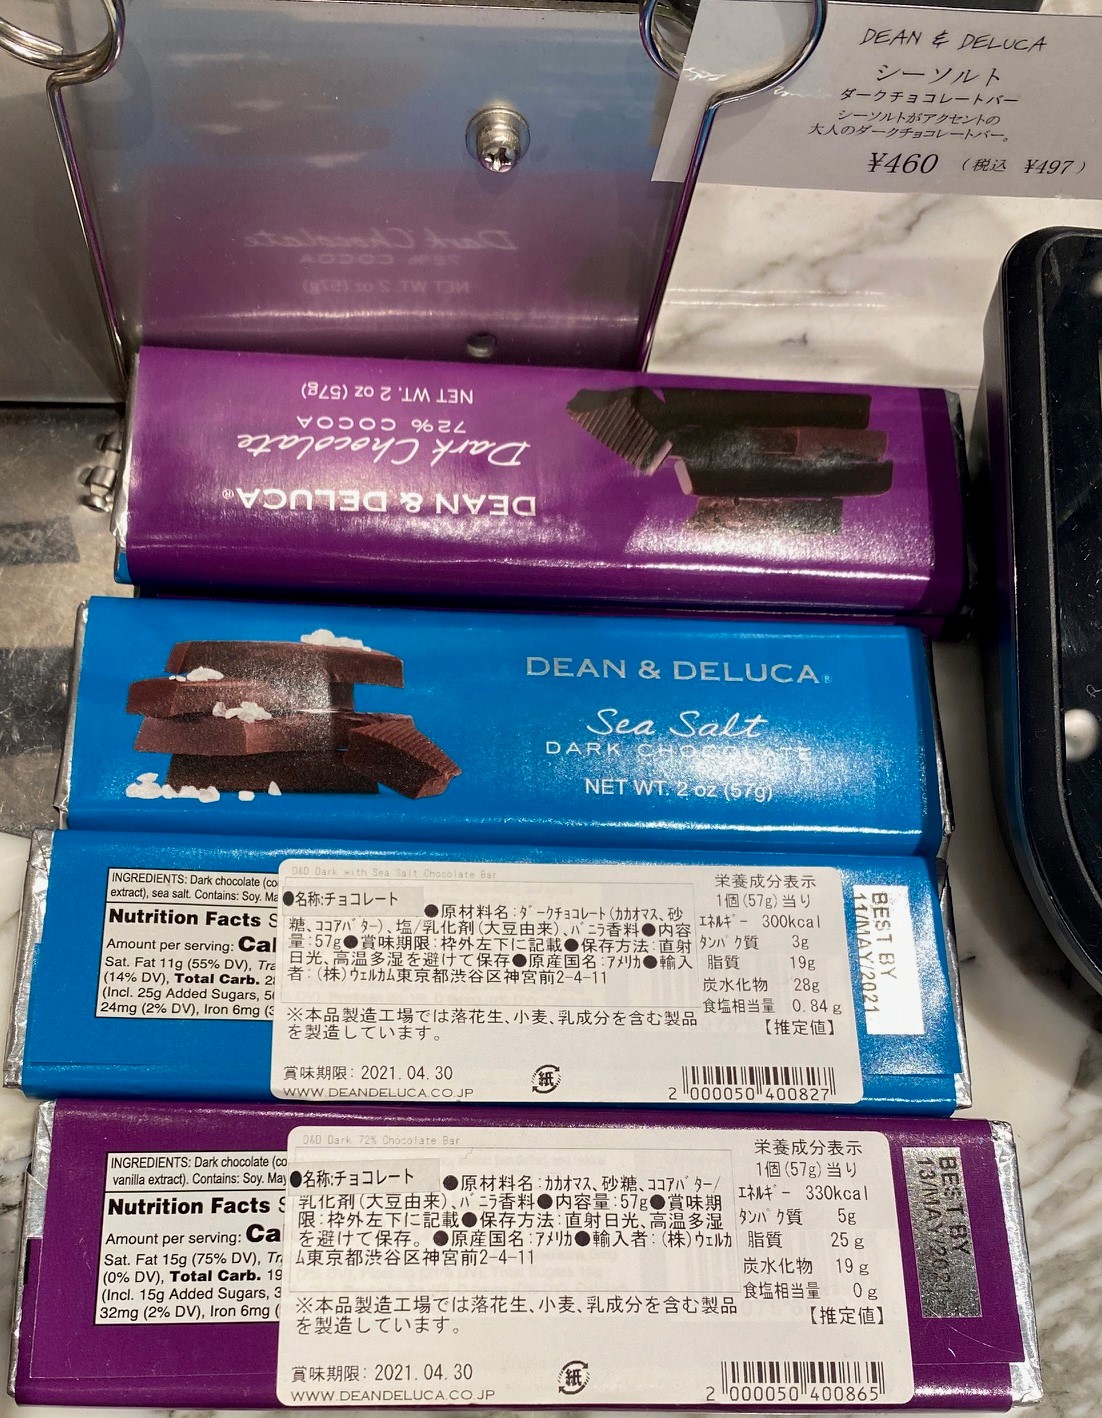 DEAN & DELUCA
シーソルト
ダークチョコレートバー
シーソルトがアクセントの
大人のダークチョコレートバー。
¥460 (税込 ¥497)
Dark Chocolate
72% COCOA
NET WT. 2 oz (57g)
DEAN & DELUCA®
Dark Chocolate
72% COCOA
NET WT. 2 oz (57g)
DEAN & DELUCA®
Sea Salt
DARK CHOCOLATE
NET WT. 2 oz (57g)
INGREDIENTS: Dark chocolate (co
extract), sea salt. Contains: Soy. Ma
Nutrition Facts S
Amount per serving: Cal
Sat. Fat 11g (55% DV), Tra
(14% DV), Total Carb. 28
(Incl. 25g Added Sugars, 50
24mg (2% DV), Iron 6mg (3
D&D Dark with Sea Salt Chocolate Bar
●名称:チョコレート
●原材料名:ダークチョコレート(カカオマス、砂
糖、ココアバター)、塩/乳化剤(大豆由来)、バニラ香料●内容
量:57g●賞味期限:枠外左下に記載●保存方法:直射
日光、高温多湿を避けて保存●原産国名:アメリカ●輸入
者:(株)ウェルカム東京都渋谷区神宮前2-4-11
※本品製造工場では落花生、小麦、乳成分を含む製品
を製造しています。
賞味期限: 2021.04.30
WWW.DEANDELUCA.CO.JP
紙
栄養成分表示
1個(57g)当り
エネルギー 300kcal
タンパク質 3g
脂質 19g
炭水化物 28g
食塩相当量 0.84g
【推定値】
2 000050 400827
BEST BY
11/MAY/2021
INGREDIENTS: Dark chocolate (co
vanilla extract). Contains: Soy. May
Nutrition Facts S
Amount per serving: Ca
Sat. Fat 15g (75% DV), Tr
(0% DV), Total Carb. 19
(Incl. 15g Added Sugars, 3
32mg (2% DV), Iron 6mg (
D&D Dark 72% Chocolate Bar
●名称:チョコレート
●原材料名:カカオマス、砂糖、ココアバター/
乳化剤(大豆由来)、バニラ香料●内容量:57g●賞味期
限:枠外左下に記載●保存方法:直射日光、高温多湿
を避けて保存。●原産国名:アメリカ●輸入者:(株)ウェルカ
ム東京都渋谷区神宮前2-4-11
※本品製造工場では落花生、小麦、乳成分を含む製品
を製造しています。
賞味期限: 2021.04.30
WWW.DEANDELUCA.CO.JP
紙
栄養成分表示
1個(57g)当り
エネルギー 330kcal
タンパク質 5g
脂質 25g
炭水化物 19g
食塩相当量 0g
【推定値】
2 000050 400865
BEST BY
13/MAY/2021